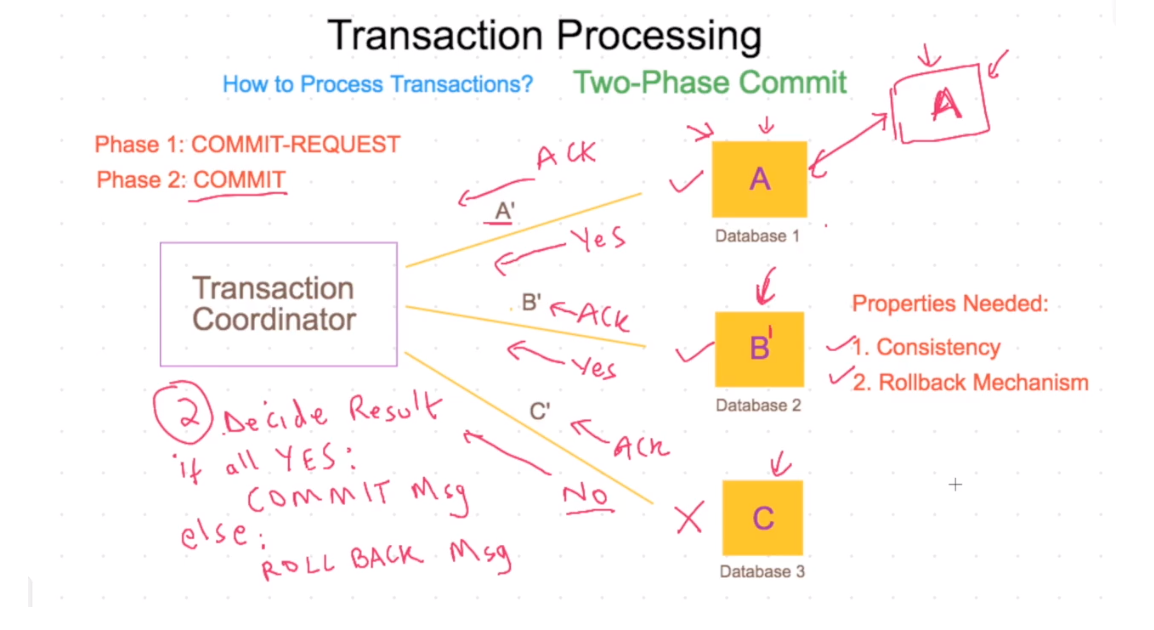 Transaction Processing
How to Process Transactions?
Two-Phase Commit
A
Phase 1: COMMIT-REQUEST
Phase 2: COMMIT
ACK
A'
Yes
A
Database 1
Transaction
Coordinator
B'
ACK
Yes
B'
Database 2
Properties Needed:
1. Consistency
2. Rollback Mechanism
C'
ACK
No
C
Database 3
2 Decide Result
if all YES:
COMMIT Msg
else:
ROLL BACK Msg